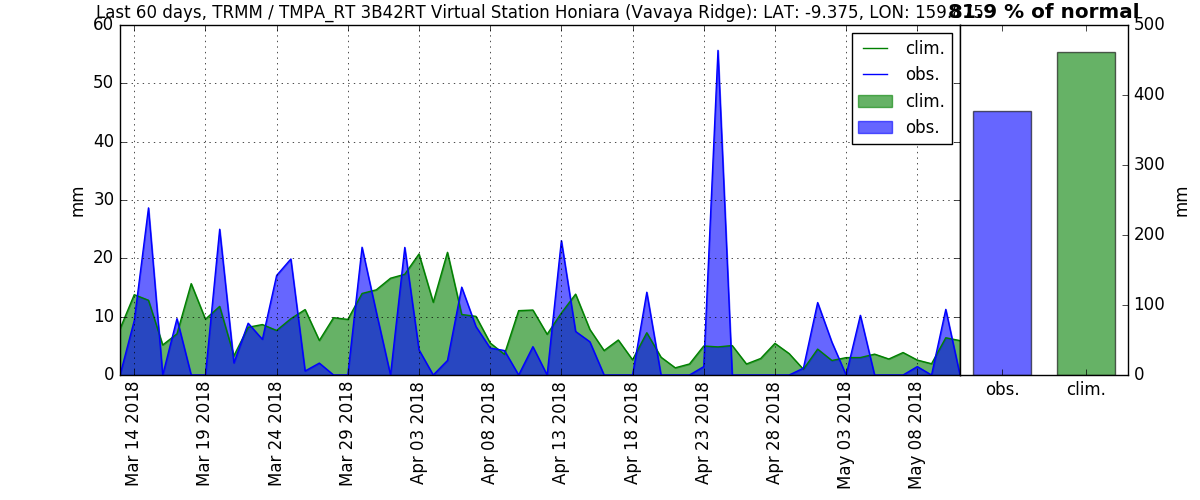 Last 60 days, TRMM / TMPA_RT 3B42RT Virtual Station Honiara (Vavaya Ridge): LAT: -9.375, LON:
81.9 % of normal
60
50
40
30
20
10
0
mm
clim.
obs.
clim.
obs.
500
400
300
200
100
0
mm
Mar 14 2018
Mar 19 2018
Mar 24 2018
Mar 29 2018
Apr 03 2018
Apr 08 2018
Apr 13 2018
Apr 18 2018
Apr 23 2018
Apr 28 2018
May 03 2018
May 08 2018
obs.
clim.